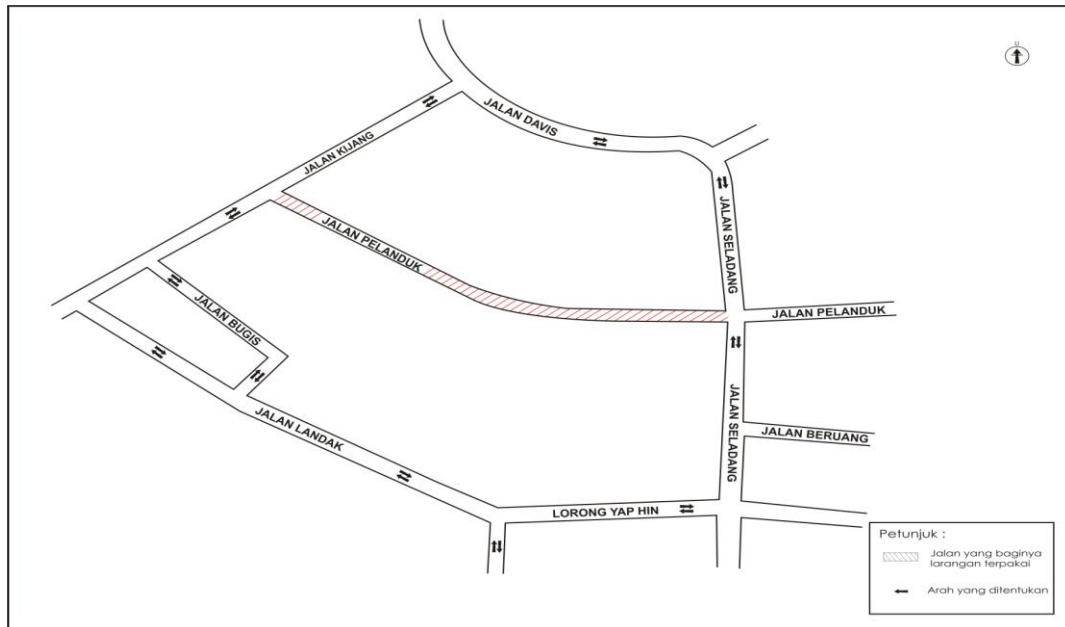 U
JALAN DAVIS
JALAN KIJANG
JALAN SELADANG
JALAN PELANDUK
JALAN PELANDUK
JALAN BUGIS
JALAN SELADANG
JALAN LANDAK
JALAN BERUANG
LORONG YAP HIN
Petunjuk :
Jalan yang baginya
larangan terpakai
Arah yang ditentukan